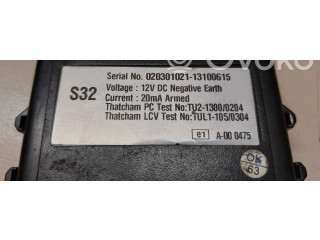 Ovoko
Serial No. 020301021-13100615
S32
Voltage : 12V DC Negative Earth
Current : 20mA Armed
Thatcham PC Test No:TU2-1300/0204
Thatcham LCV Test No:TUL1-105/0304
e1 A-00 0475
OK
63